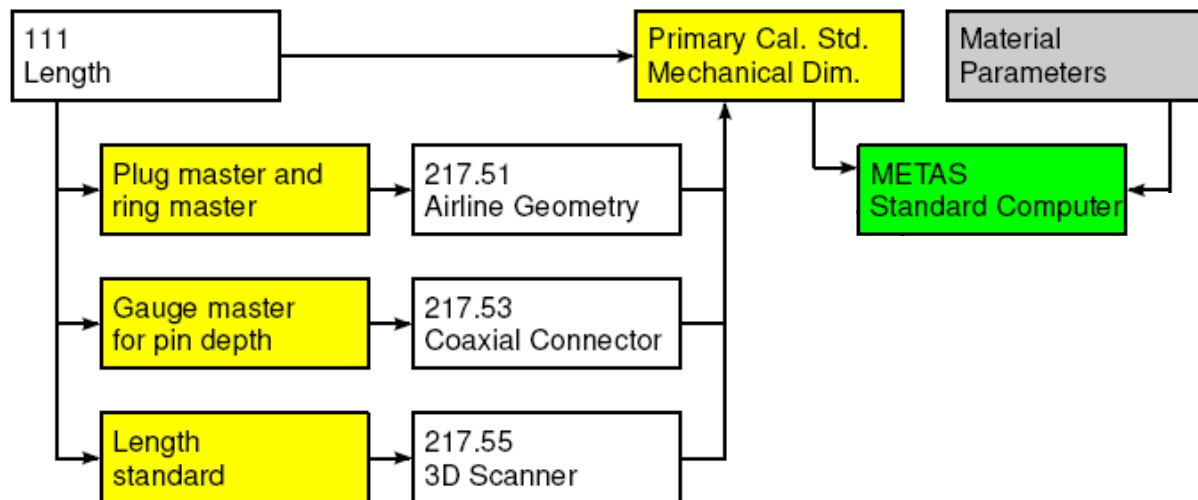 111
Length
Primary Cal. Std.
Mechanical Dim.
Material
Parameters
Plug master and
ring master
217.51
Airline Geometry
METAS
Standard Computer
Gauge master
for pin depth
217.53
Coaxial Connector
Length
standard
217.55
3D Scanner